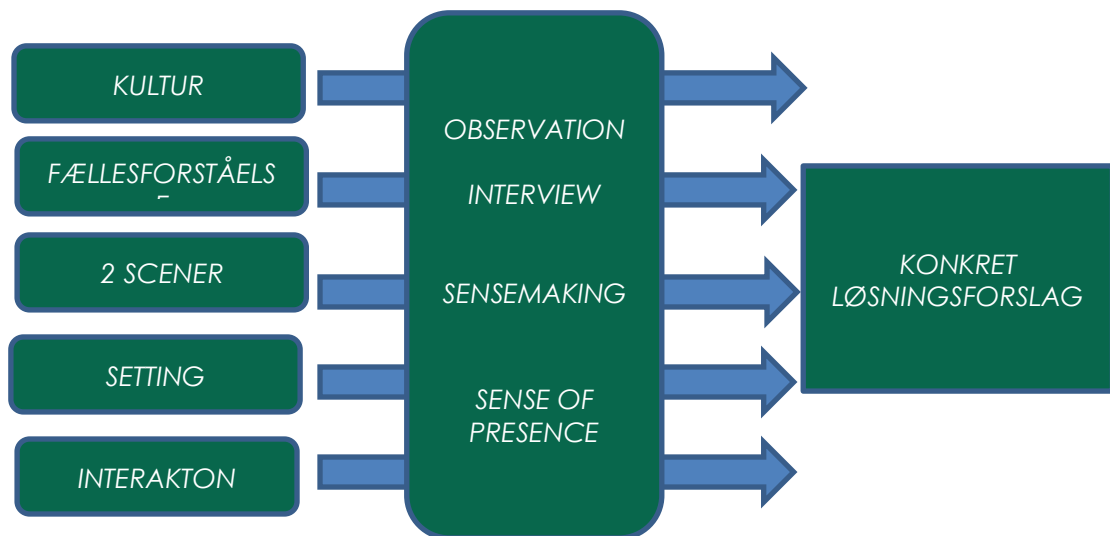 KULTUR
FÆLLESFORSTÅELS
2 SCENER
SETTING
INTERAKTON
OBSERVATION
INTERVIEW
SENSEMAKING
SENSE OF
PRESENCE
KONKRET
LØSNINGSFORSLAG